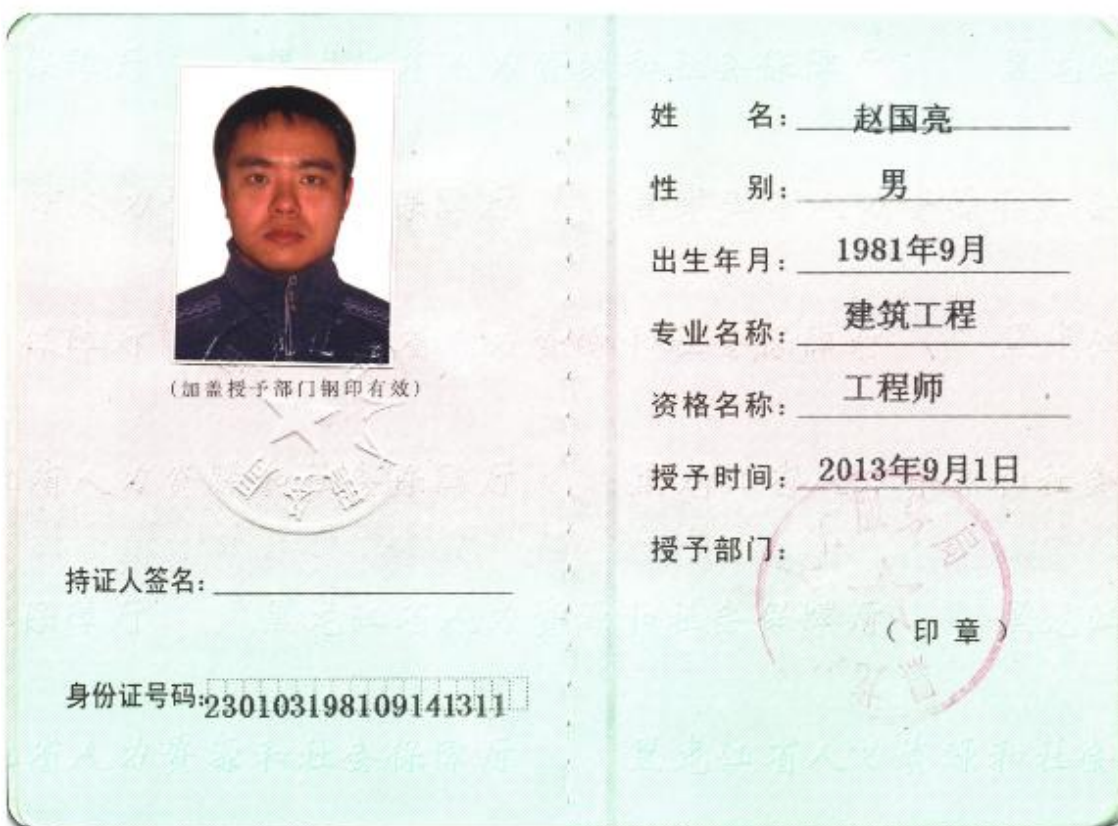 (加盖授予部门钢印有效)
持证人签名:
身份证号码:230103198109141311
姓 名: 赵国亮
性 别: 男
出生年月: 1981年9月
专业名称: 建筑工程
资格名称: 工程师
授予时间: 2013年9月1日
授予部门:
(印章)